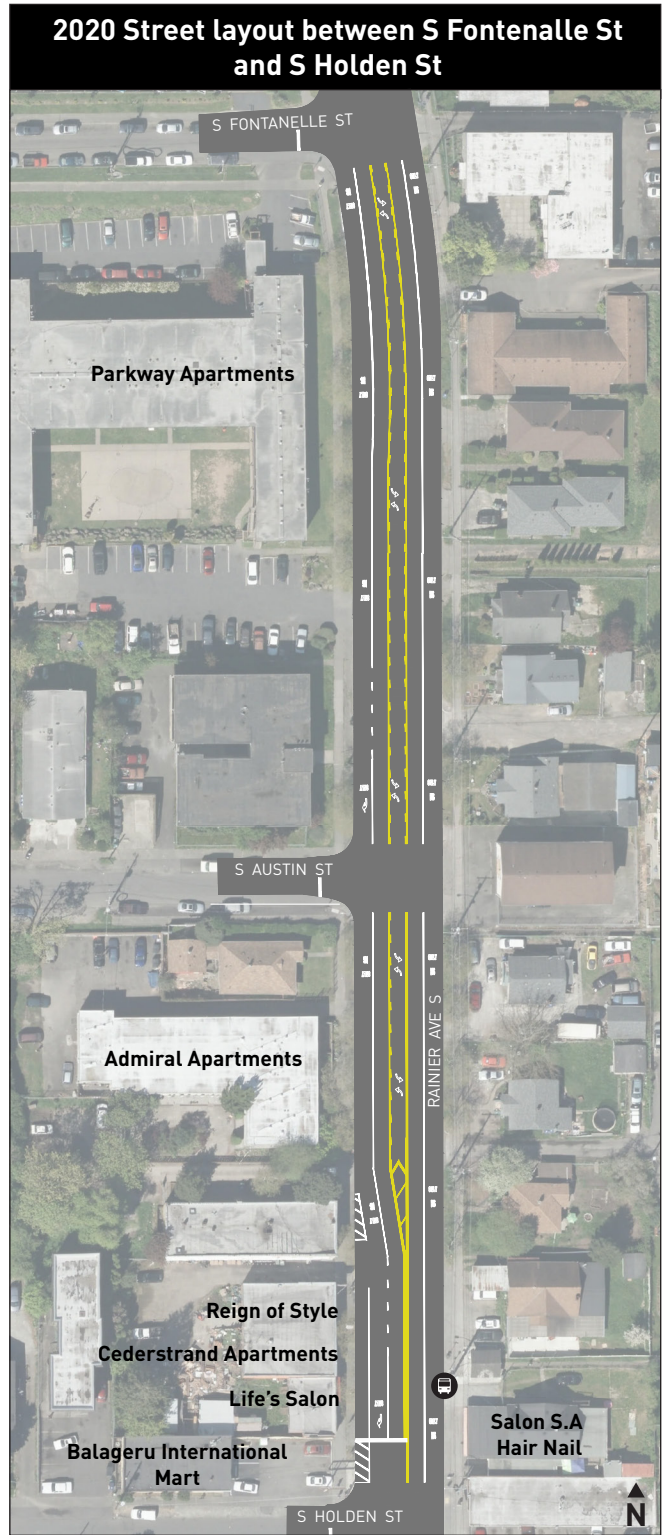 2020 Street layout between S Fontenalle St
and S Holden St
S FONTANELLE ST
Parkway Apartments
S AUSTIN ST
Admiral Apartments
RAINIER AVE S
Reign of Style
Cederstrand Apartments
Life's Salon
Salon S.A
Hair Nail
Balageru International
Mart
N
S HOLDEN ST